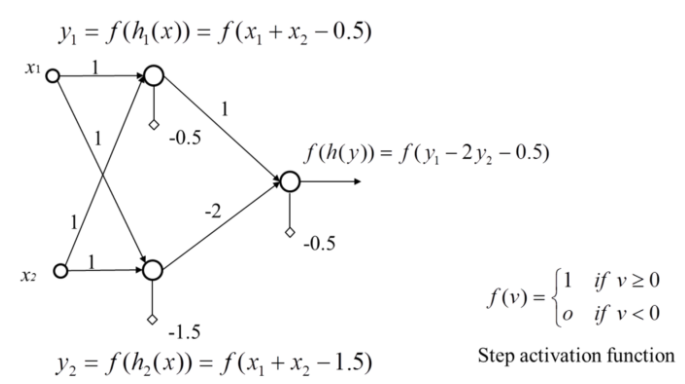 y₁ = f(h₁(x)) = f(x₁ + x₂ − 0.5)
x₁
1
1
-0.5
1
f(h(y)) = f(y₁ − 2y₂ − 0.5)
1
-2
-0.5
x₂
1
-1.5
f(v) = {1 if v ≥ 0
o if v < 0
Step activation function
y₂ = f(h₂(x)) = f(x₁ + x₂ − 1.5)